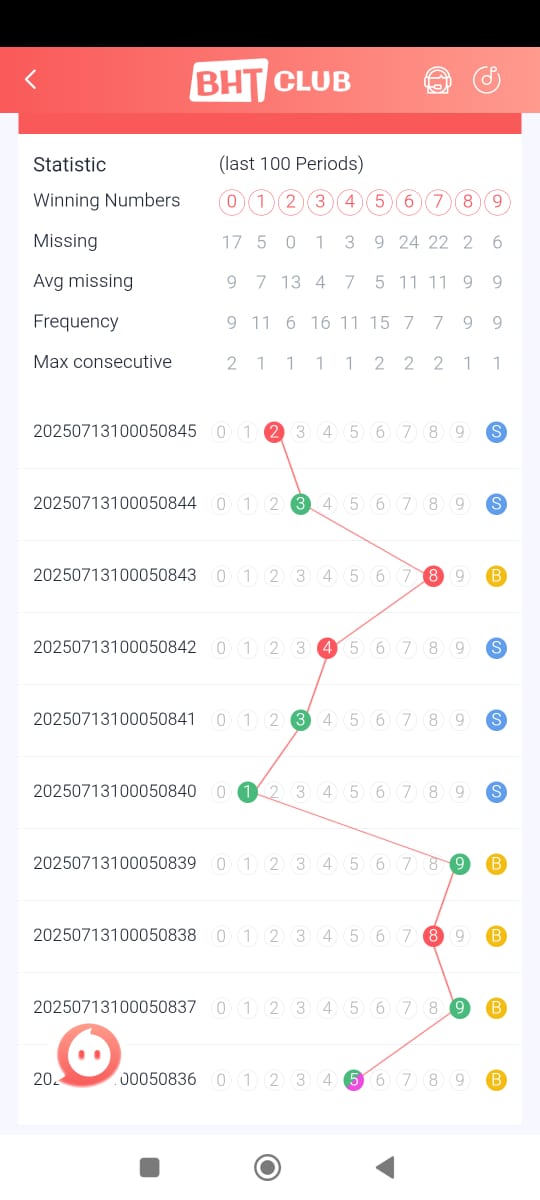 BHT CLUB
Statistic (last 100 Periods)
Winning Numbers 0 1 2 3 4 5 6 7 8 9
Missing 17 5 0 1 3 9 24 22 2 6
Avg missing 9 7 13 4 7 5 11 11 9 9
Frequency 9 11 6 16 11 15 7 7 9 9
Max consecutive 2 1 1 1 1 2 2 2 1 1
20250713100050845 0 1 2 3 4 5 6 7 8 9 S
20250713100050844 0 1 2 3 4 5 6 7 8 9 S
20250713100050843 0 1 2 3 4 5 6 7 8 9 B
20250713100050842 0 1 2 3 4 5 6 7 8 9 S
20250713100050841 0 1 2 3 4 5 6 7 8 9 S
20250713100050840 0 1 2 3 4 5 6 7 8 9 S
20250713100050839 0 1 2 3 4 5 6 7 8 9 B
20250713100050838 0 1 2 3 4 5 6 7 8 9 B
20250713100050837 0 1 2 3 4 5 6 7 8 9 B
0 1 2 3 4 5 6 7 8 9 B